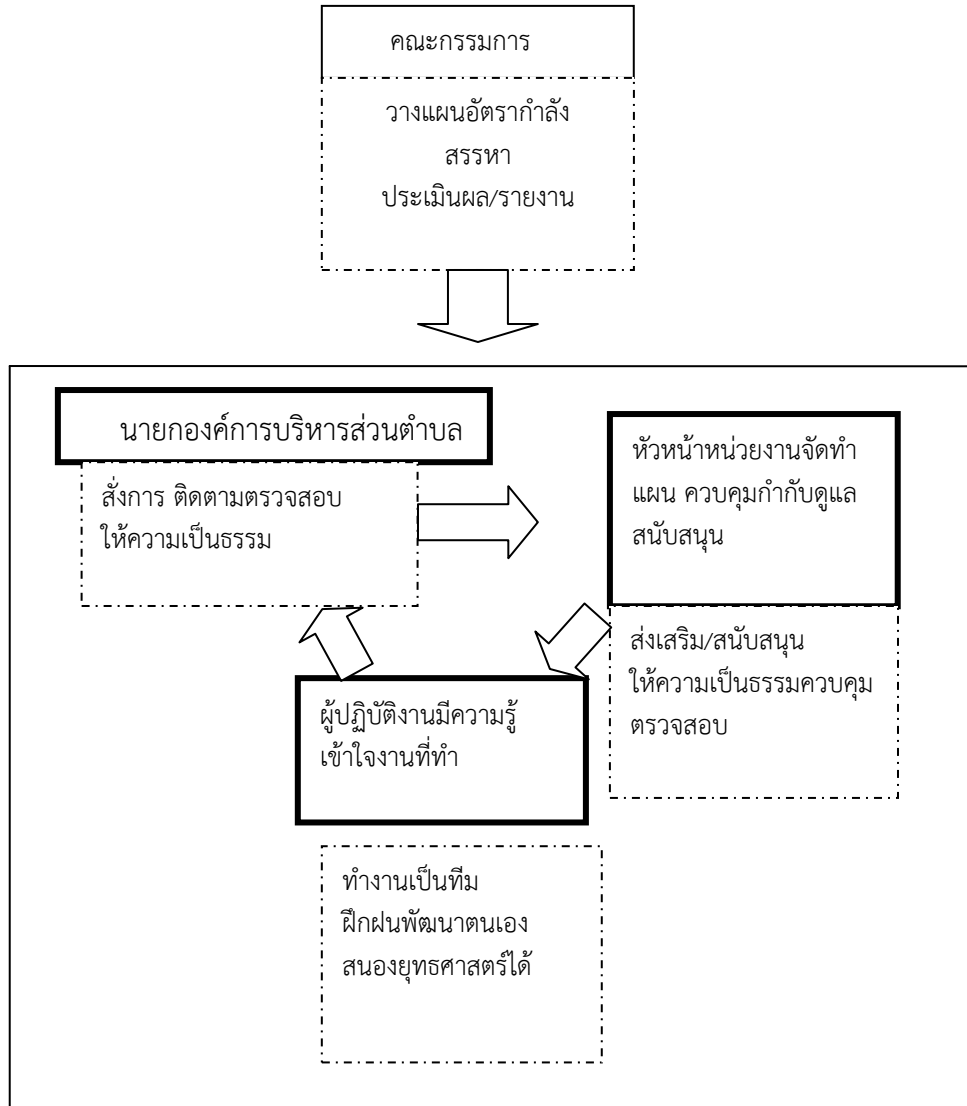 คณะกรรมการ
วางแผนอัตรากำลัง
สรรหา
ประเมินผล/รายงาน
นายกองค์การบริหารส่วนตำบล
สั่งการ ติดตามตรวจสอบ
ให้ความเป็นธรรม
หัวหน้าหน่วยงานจัดทำ
แผน ควบคุมกำกับดูแล
สนับสนุน
ส่งเสริม/สนับสนุน
ให้ความเป็นธรรมควบคุม
ตรวจสอบ
ผู้ปฏิบัติงานมีความรู้
เข้าใจงานที่ทำ
ทำงานเป็นทีม
ฝึกฝนพัฒนาตนเอง
สนองยุทธศาสตร์ได้